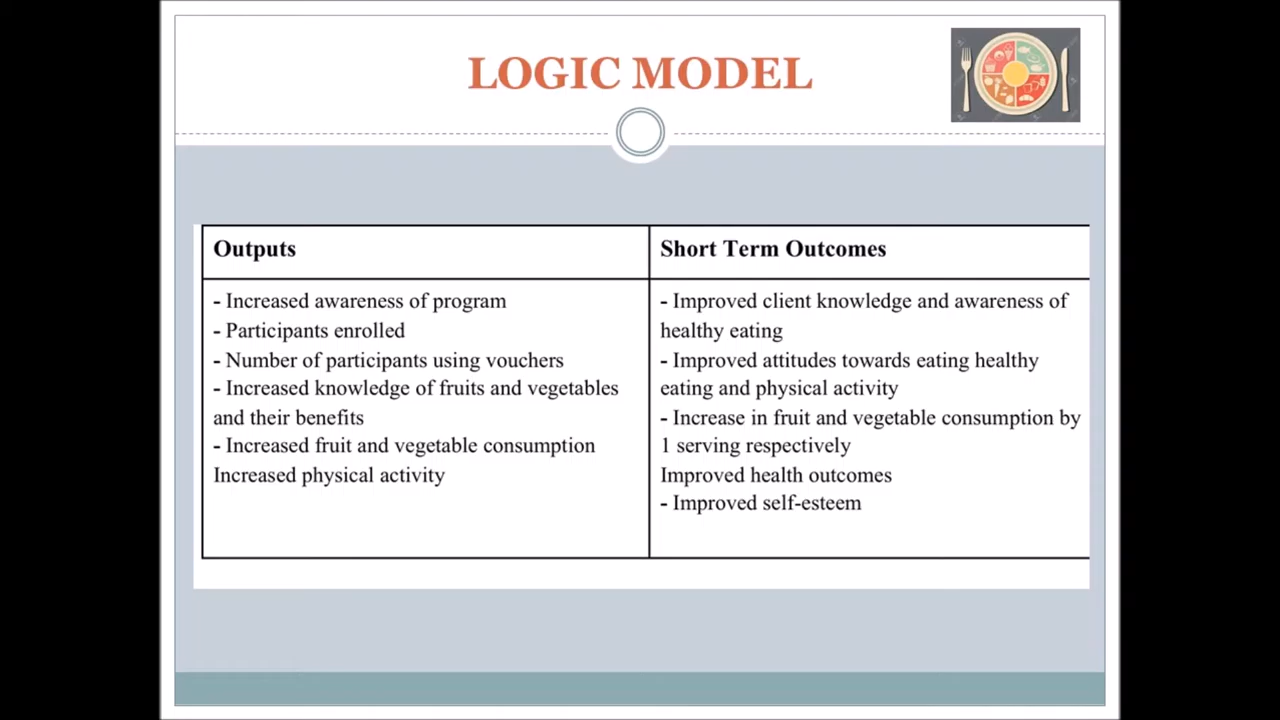 LOGIC MODEL
Outputs
- Increased awareness of program
- Participants enrolled
- Number of participants using vouchers
- Increased knowledge of fruits and vegetables
and their benefits
- Increased fruit and vegetable consumption
Increased physical activity
Short Term Outcomes
- Improved client knowledge and awareness of
healthy eating
- Improved attitudes towards eating healthy
eating and physical activity
- Increase in fruit and vegetable consumption by
1 serving respectively
Improved health outcomes
- Improved self-esteem